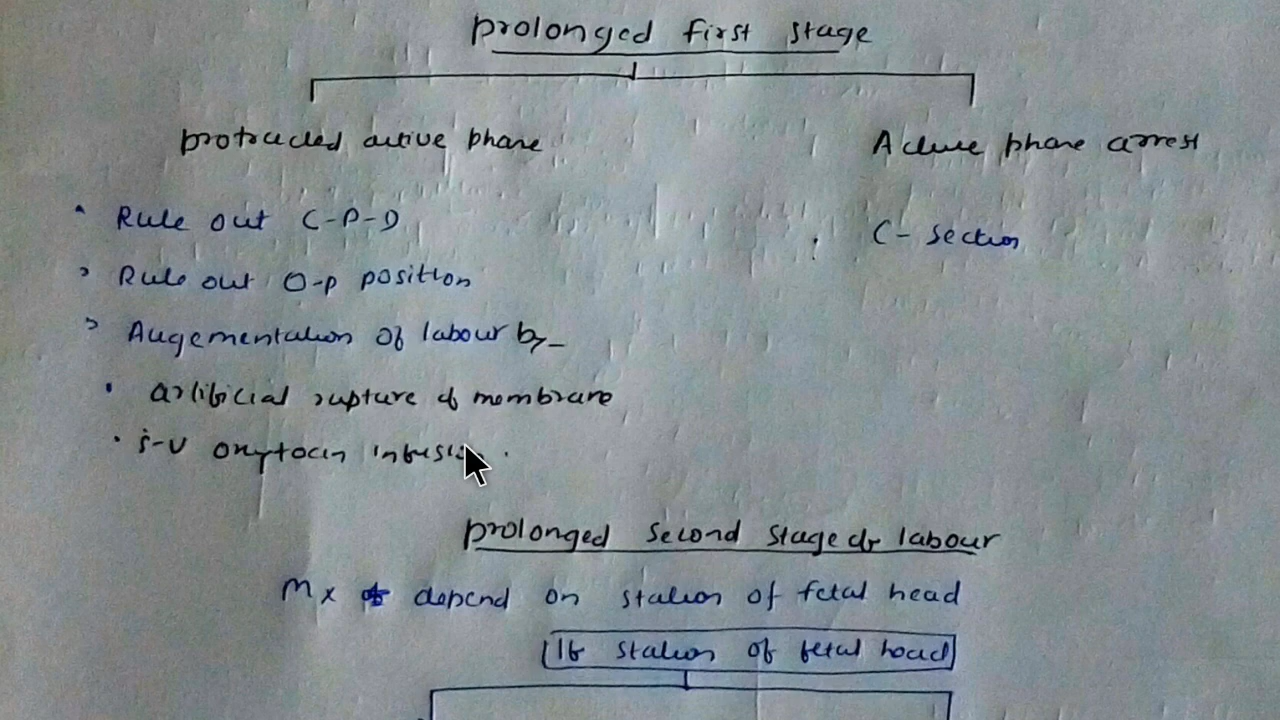 prolonged first stage
protracted active phase
Active phase arrest
Rule out C-P-D
C-section
Rule out O-p position
Augementation of labour by-
artificial rupture of membrane
i-v oxytocin infusion.
prolonged second stage of labour
Mx depend on station of fetal head
If station of fetal head